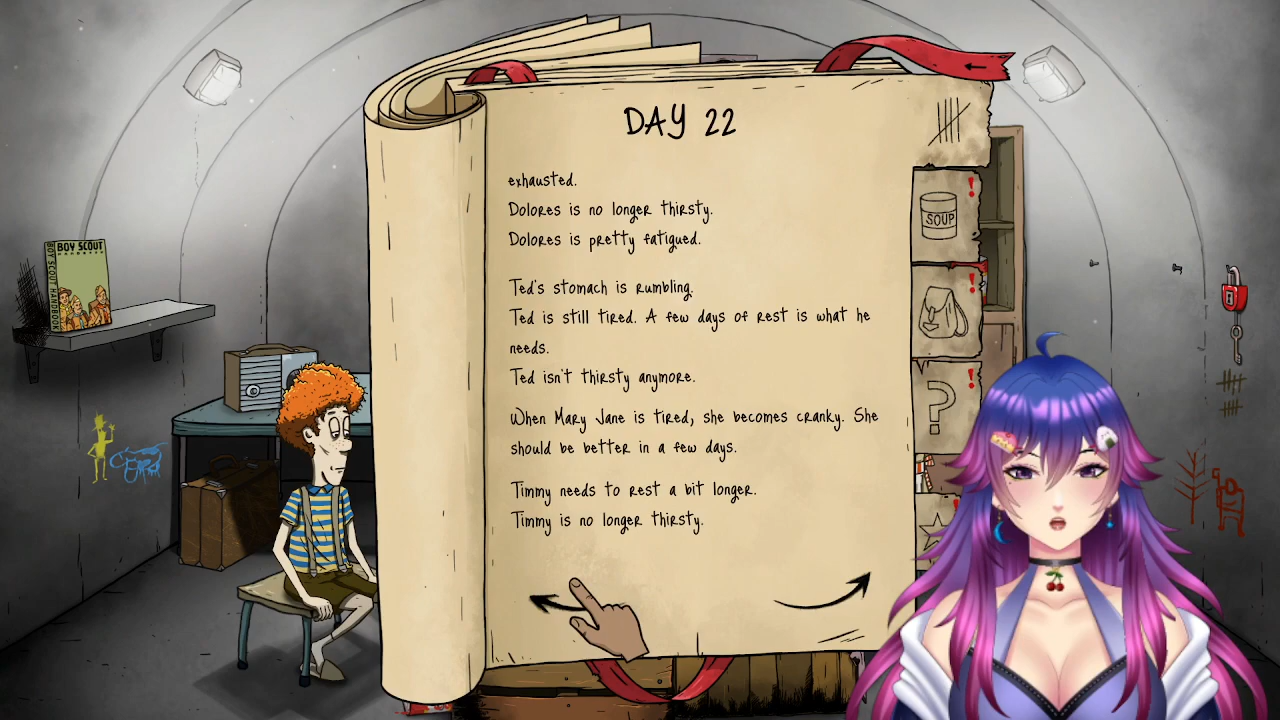 DAY 22
exhausted.
Dolores is no longer thirsty.
Dolores is pretty fatigued.
Ted's stomach is rumbling.
Ted is still tired. A few days of rest is what he
needs.
Ted isn't thirsty anymore.
When Mary Jane is tired, she becomes cranky. She
should be better in a few days.
Timmy needs to rest a bit longer.
Timmy is no longer thirsty.
SOUP
!
!
!
?
BOY SCOUT
BOY SCOUT HANDBOOK